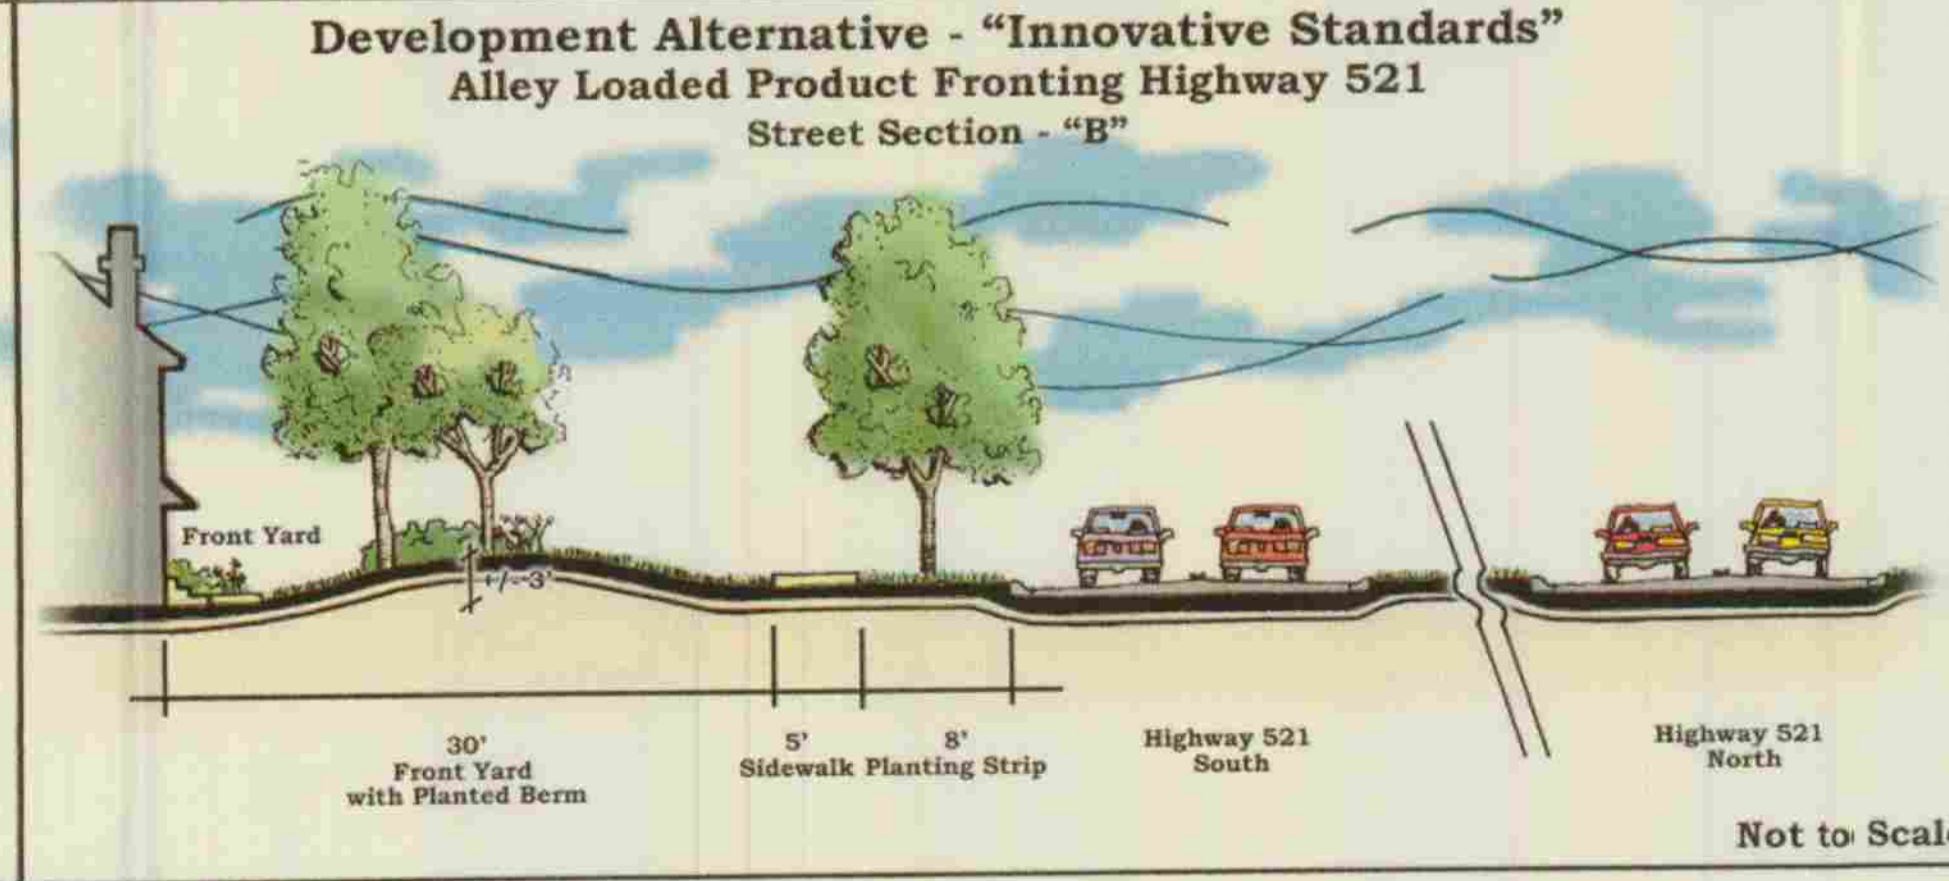 Development Alternative - “Innovative Standards”
Alley Loaded Product Fronting Highway 521
Street Section - “B”
Front Yard
+/- 3'
30'
Front Yard
with Planted Berm
5'
Sidewalk
8'
Planting Strip
Highway 521
South
Highway 521
North
Not to Scale